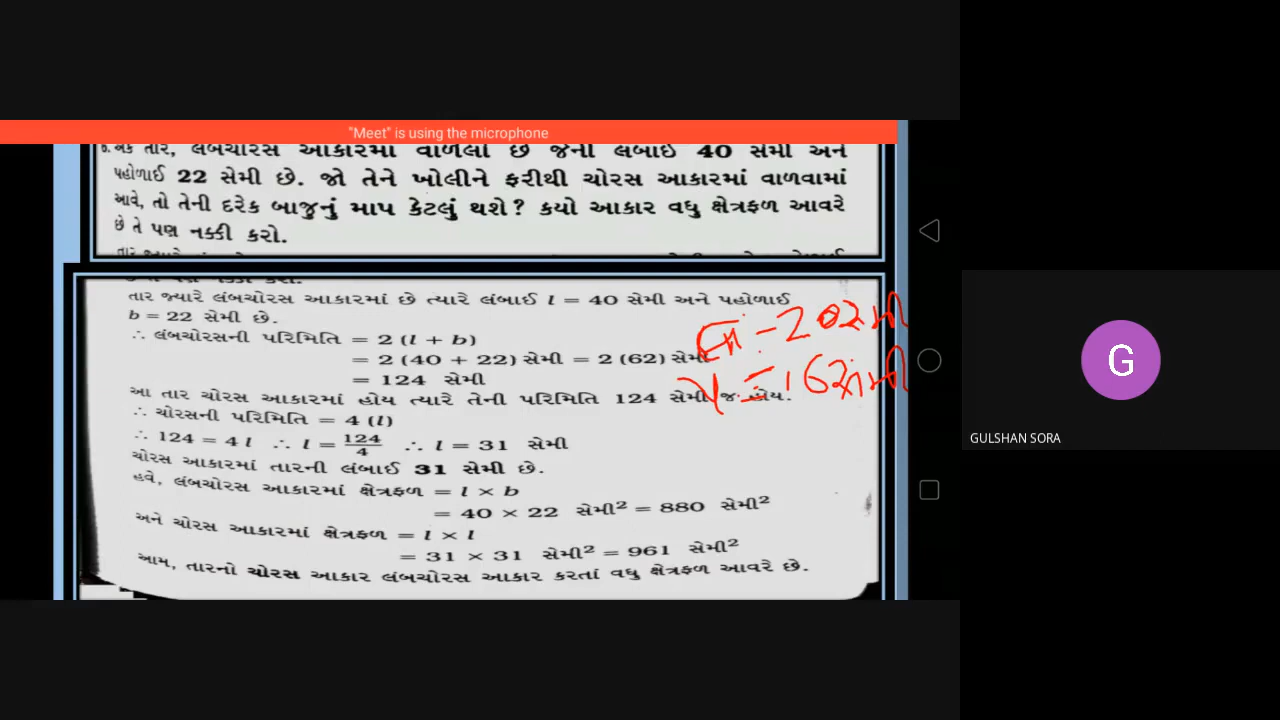 "Meet" is using the microphone
૭. એક તાર, લંબચોરસ આકારમાં વાળેલો છે જેની લંબાઈ 40 સેમી અને
પહોળાઈ 22 સેમી છે. જો તેને ખોલીને ફરીથી ચોરસ આકારમાં વાળવામાં
આવે, તો તેની દરેક બાજુનું માપ કેટલું થશે? કયો આકાર વધુ ક્ષેત્રફળ આવરે
છે તે પણ નક્કી કરો.
તાર જ્યારે લંબચોરસ આકારમાં છે ત્યારે લંબાઈ l = 40 સેમી અને પહોળાઈ
b = 22 સેમી છે.
∴ લંબચોરસની પરિમિતિ = 2 (l + b)
= 2 (40 + 22) સેમી = 2 (62) સેમી
= 124 સેમી
આ તાર ચોરસ આકારમાં હોય ત્યારે તેની પરિમિતિ 124 સેમી જ હોય.
∴ ચોરસની પરિમિતિ = 4 (l)
∴ 124 = 4 l ∴ l = 124/4 ∴ l = 31 સેમી
ચોરસ આકારમાં તારની લંબાઈ 31 સેમી છે.
હવે, લંબચોરસ આકારમાં ક્ષેત્રફળ = l × b
= 40 × 22 સેમી² = 880 સેમી²
અને ચોરસ આકારમાં ક્ષેત્રફળ = l × l
= 31 × 31 સેમી² = 961 સેમી²
આમ, તારનો ચોરસ આકાર લંબચોરસ આકાર કરતાં વધુ ક્ષેત્રફળ આવરે છે.
G
GULSHAN SORA